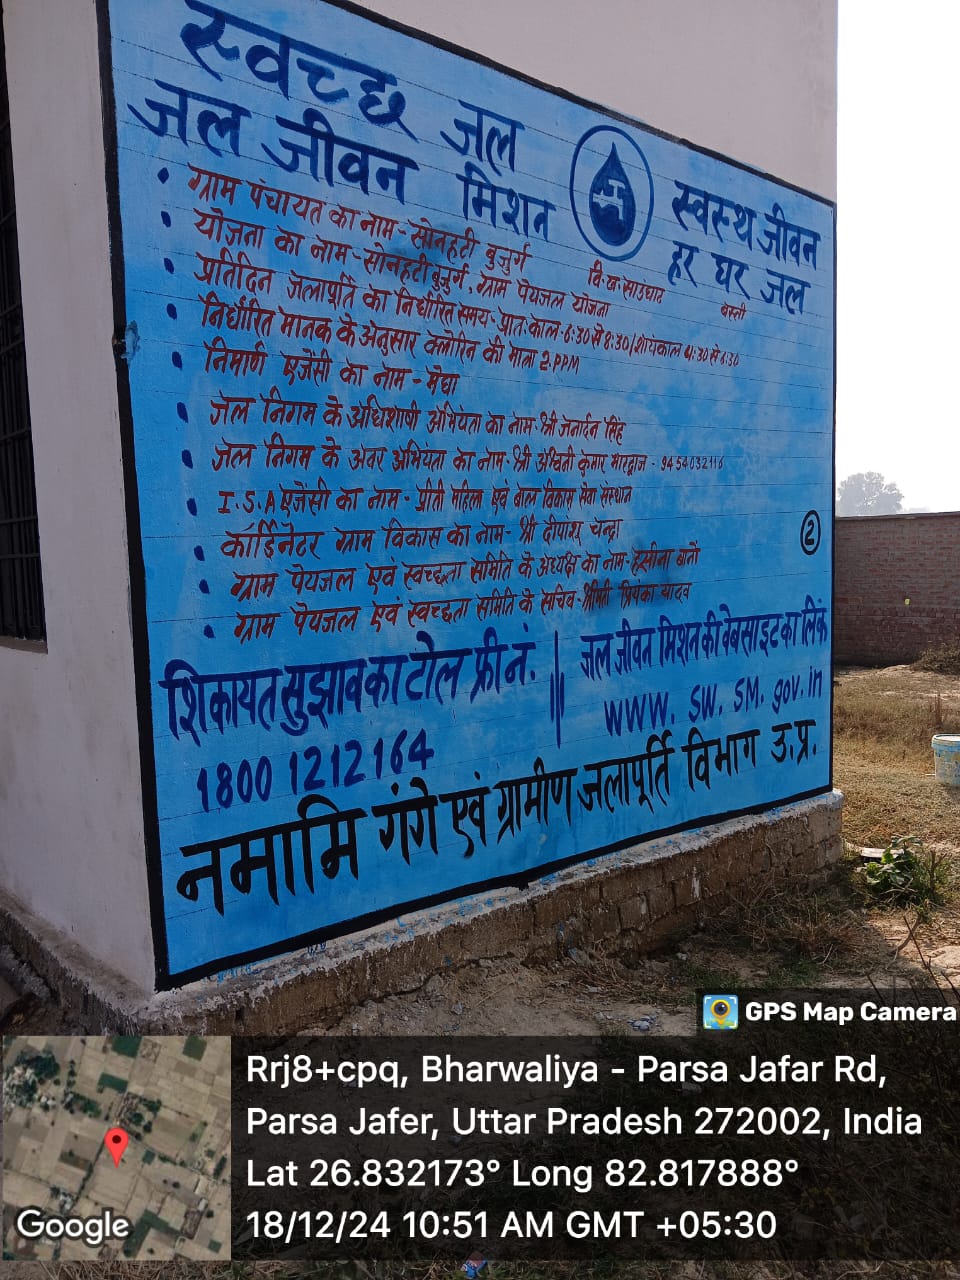 स्वच्छ जल
स्वस्थ जीवन
जल जीवन मिशन
हर घर जल
ग्राम पंचायत का नाम - सोनहटी बुजुर्ग वि.ख. साउघाट बस्ती
योजना का नाम - सोनहटी बुजुर्ग, ग्राम पेयजल योजना
प्रतिदिन जलापूर्ति का निर्धारित समय- प्रातःकाल - 6:30 से 8:30/शायंकाल 4:30 से 6:30
निर्धारित मानक के अनुसार क्लोरिन की मात्रा 2.PPM
निर्माण एजेंसी का नाम - मेघा
जल निगम के अधिशाषी अभियंता का नाम- श्री जनार्दन सिंह
जल निगम के अवर अभियंता का नाम- श्री अश्विनी कुमार भारद्वाज -
I.S.A एजेंसी का नाम - प्रीती महिला एवं बाल विकास सेवा संस्थान
कॉर्डिनेटर ग्राम विकास का नाम- श्री चन्द्रा
ग्राम पेयजल एवं स्वच्छता समिति के अध्यक्ष का नाम- बानों
ग्राम पेयजल एवं स्वच्छता समिति के सचिव- श्रीमती प्रियंका यादव
2
शिकायत सुझाव का टोल फ्री नं.
1800 1212164
जल जीवन मिशन की वेबसाइट का लिंक
www. sw. sm. gov. in
नमामि गंगे एवं ग्रामीण जलापूर्ति विभाग उ.प्र.
GPS Map Camera
Rrj8+cpq, Bharwaliya - Parsa Jafar Rd,
Parsa Jafer, Uttar Pradesh 272002, India
Lat 26.832173° Long 82.817888°
18/12/24 10:51 AM GMT +05:30
Google